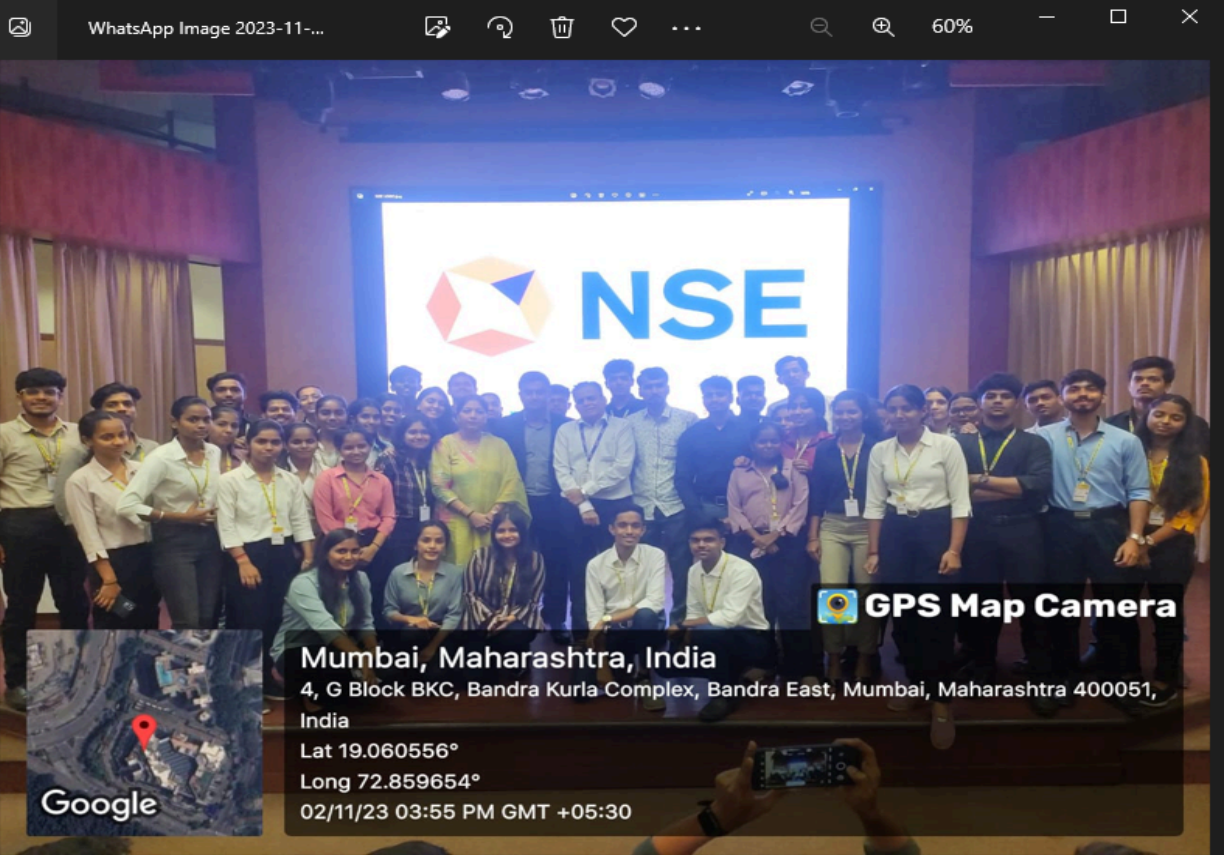 WhatsApp Image 2023-11-...
60%
NSE
GPS Map Camera
Mumbai, Maharashtra, India
4, G Block BKC, Bandra Kurla Complex, Bandra East, Mumbai, Maharashtra 400051,
India
Lat 19.060556°
Long 72.859654°
02/11/23 03:55 PM GMT +05:30
Google